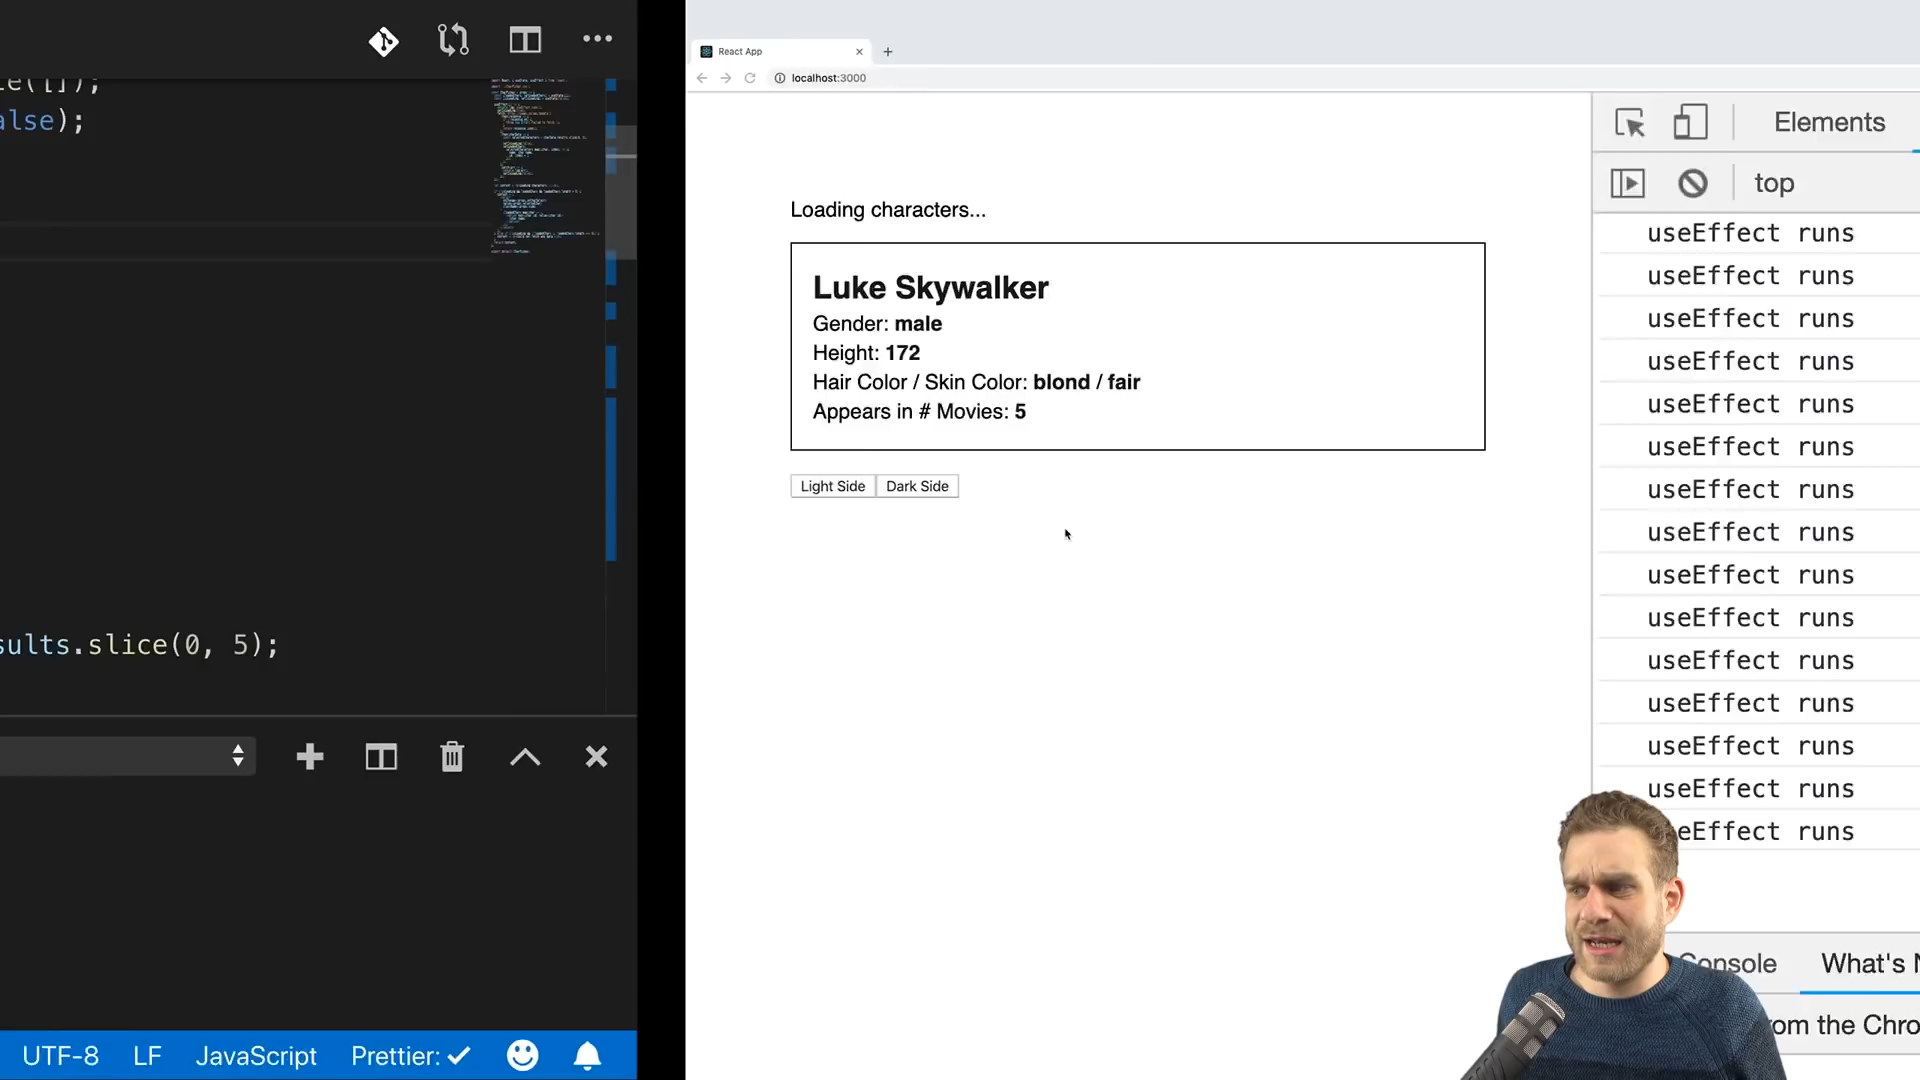 e([]);
alse);
sults.slice(0, 5);
UTF-8 LF JavaScript Prettier:
React App
localhost:3000
Loading characters...
Luke Skywalker
Gender: male
Height: 172
Hair Color / Skin Color: blond / fair
Appears in # Movies: 5
Light Side Dark Side
Elements
top
useEffect runs
useEffect runs
useEffect runs
useEffect runs
useEffect runs
useEffect runs
useEffect runs
useEffect runs
useEffect runs
useEffect runs
useEffect runs
useEffect runs
useEffect runs
useEffect runs
eEffect runs
Console What's N
om the Chro